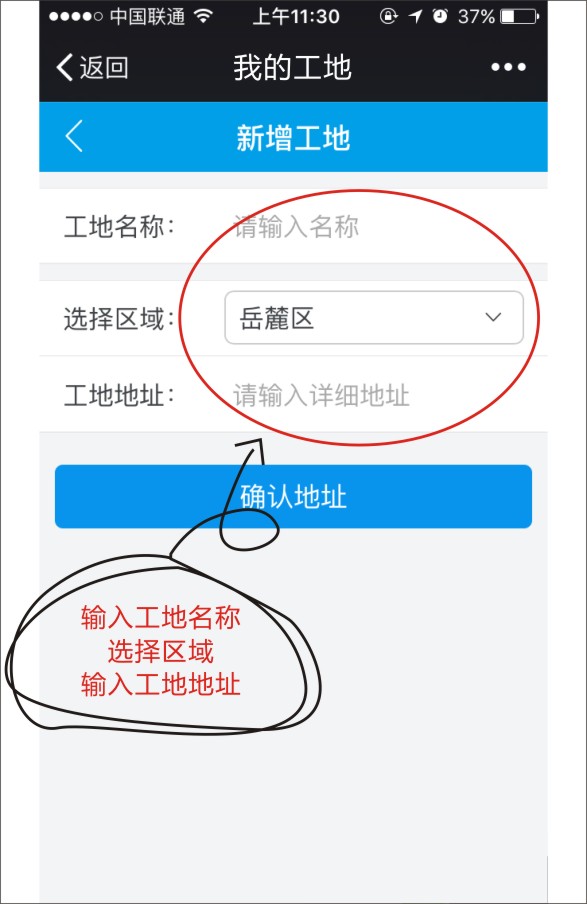 中国联通 上午11:30 37%
返回 我的工地
新增工地
工地名称： 请输入名称
选择区域： 岳麓区
工地地址： 请输入详细地址
确认地址
输入工地名称
选择区域
输入工地地址